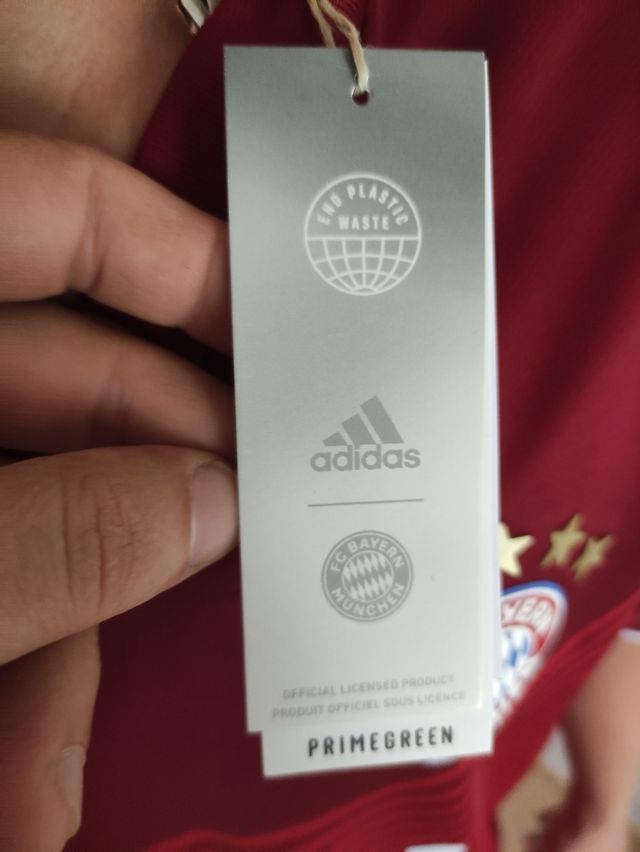 END PLASTIC
WASTE
adidas
FC BAYERN
MÜNCHEN
OFFICIAL LICENSED PRODUCT
PRODUIT OFFICIEL SOUS LICENCE
PRIMEGREEN